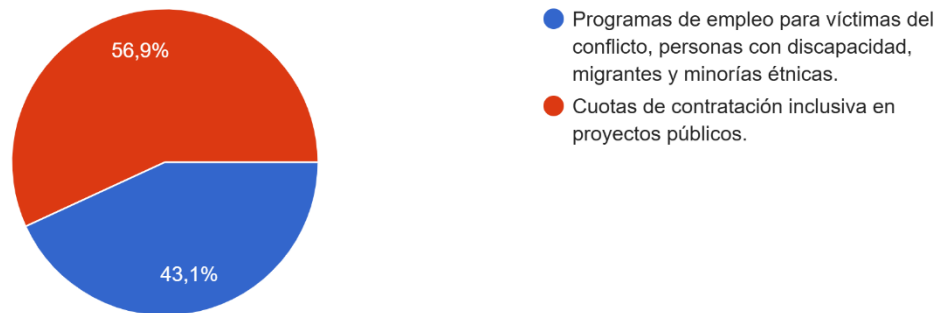 56,9%
43,1%
Programas de empleo para víctimas del
conflicto, personas con discapacidad,
migrantes y minorías étnicas.
Cuotas de contratación inclusiva en
proyectos públicos.